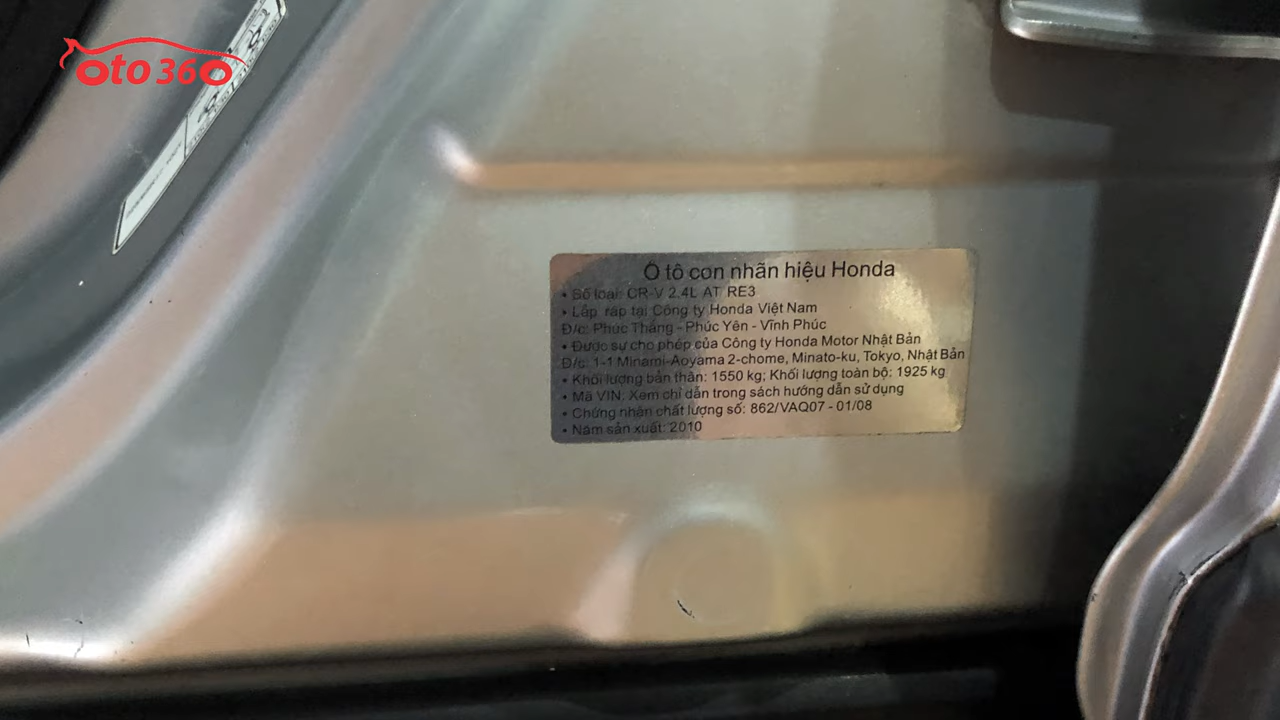 oto360
Ô tô con nhãn hiệu Honda
• Số loại: CR-V 2.4L AT RE3
• Lắp ráp tại Công ty Honda Việt Nam
Đ/c: Phúc Thắng - Phúc Yên - Vĩnh Phúc
• Được sự cho phép của Công ty Honda Motor Nhật Bản
Đ/c: 1-1 Minami-Aoyama 2-chome, Minato-ku, Tokyo, Nhật Bản
• Khối lượng bản thân: 1550 kg; Khối lượng toàn bộ: 1925 kg
• Mã VIN: Xem chỉ dẫn trong sách hướng dẫn sử dụng
• Chứng nhận chất lượng số: 862/VAQ07 - 01/08
• Năm sản xuất: 2010